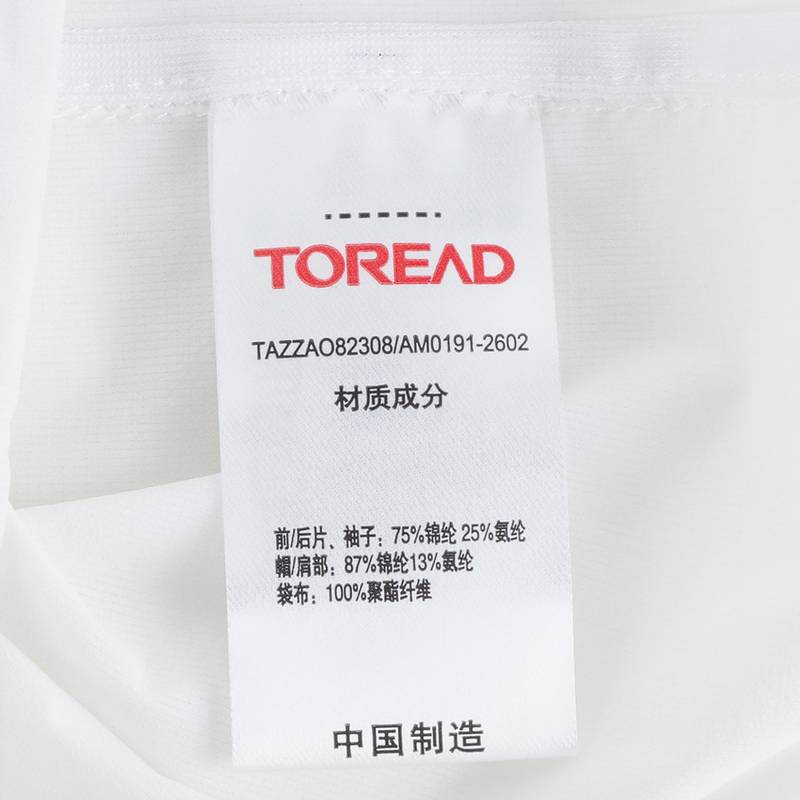 TOREAD
TAZZAO82308/AM0191-2602
材质成分
前/后片、袖子：75%锦纶 25%氨纶
帽/肩部：87%锦纶13%氨纶
袋布：100%聚酯纤维
中国制造